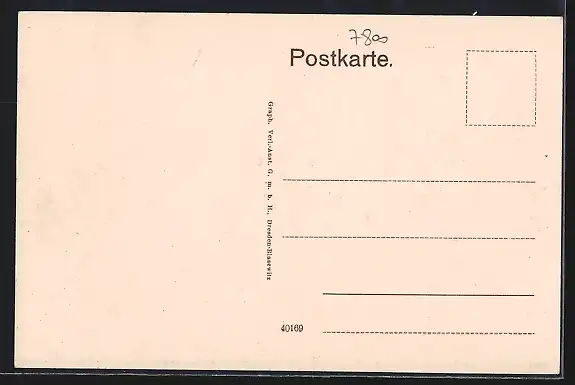 7800
Postkarte.
Graph. Verl.-Anst. G. m. b. H., Dresden-Blasewitz
40169